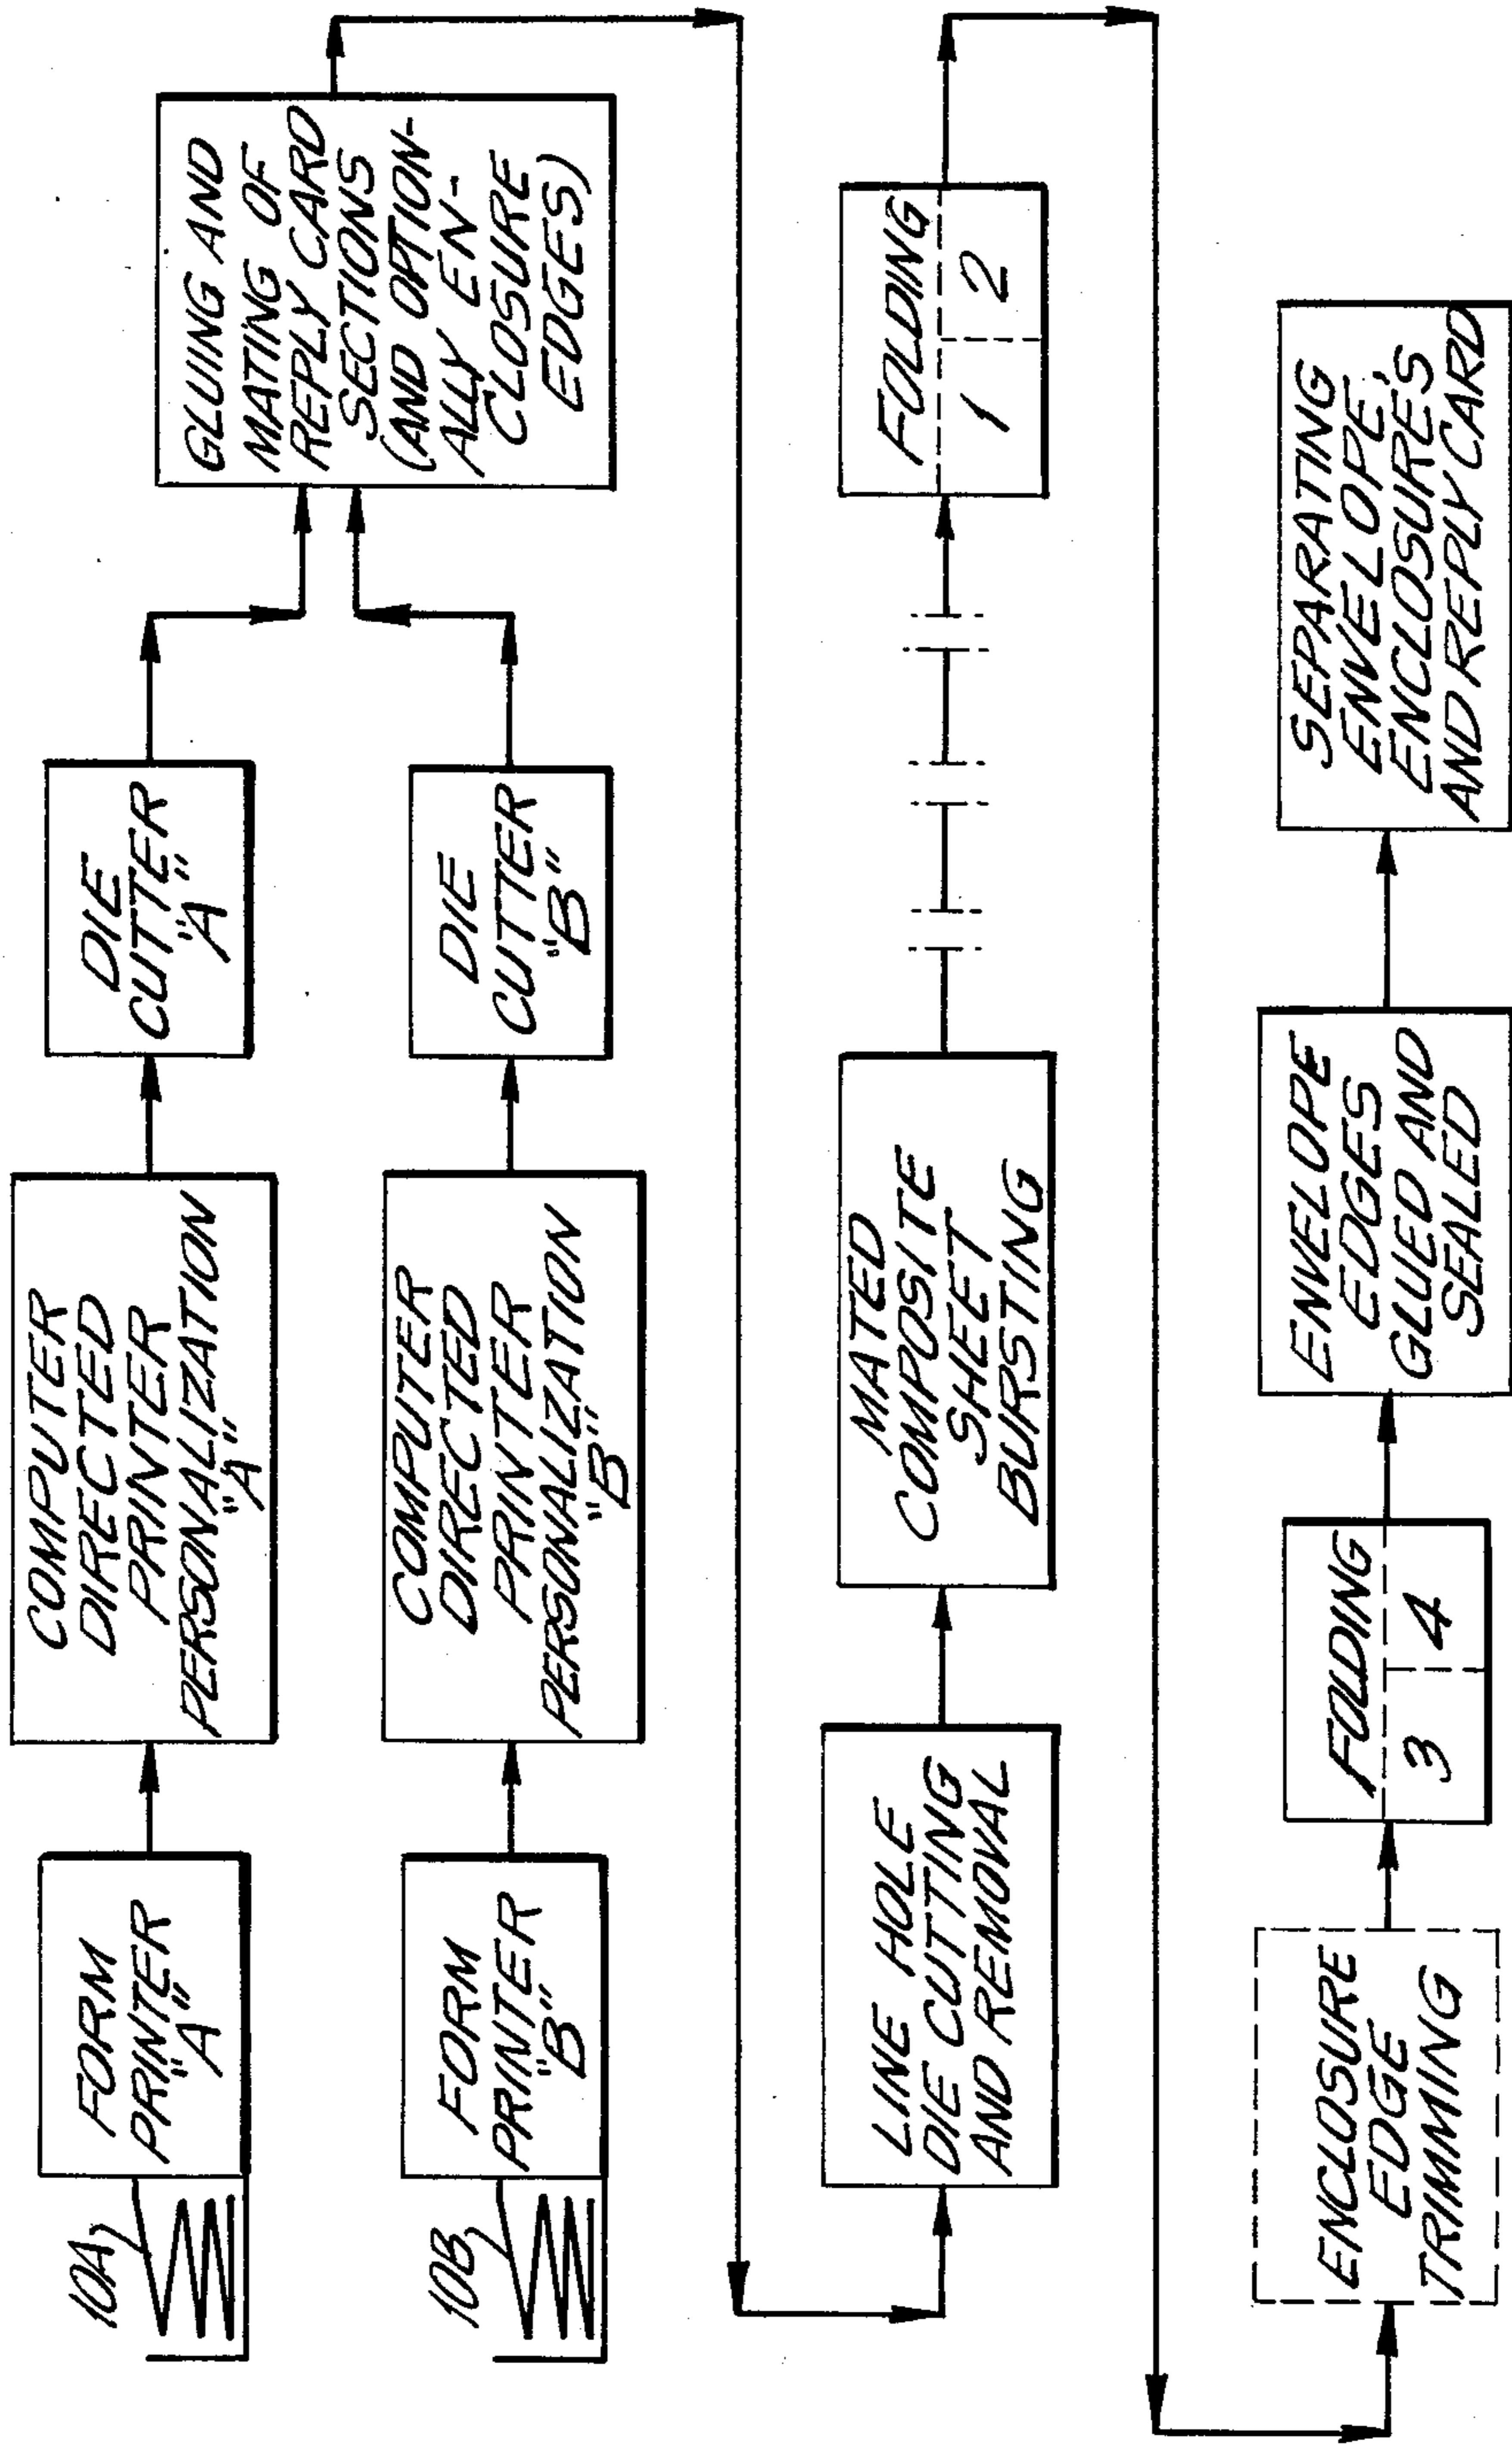 10A
FORM
PRINTER
"A"
COMPUTER
DIRECTED
PRINTER
PERSONALIZATION
"A"
DIE
CUTTER
"A"
10B
FORM
PRINTER
"B"
COMPUTER
DIRECTED
PRINTER
PERSONALIZATION
"B"
DIE
CUTTER
"B"
GLUING AND
MATING OF
REPLY CARD
SECTIONS
(AND OPTION-
ALLY EN-
CLOSURE
EDGES)
LINE HOLE
DIE CUTTING
AND REMOVAL
MATED
COMPOSITE
SHEET
BURSTING
FOLDING
1 2
ENCLOSURE
EDGE
TRIMMING
FOLDING
3 4
ENVELOPE
EDGES
GLUED AND
SEALED
SEPARATING
ENVELOPE,
ENCLOSURE'S
AND REPLY CARD